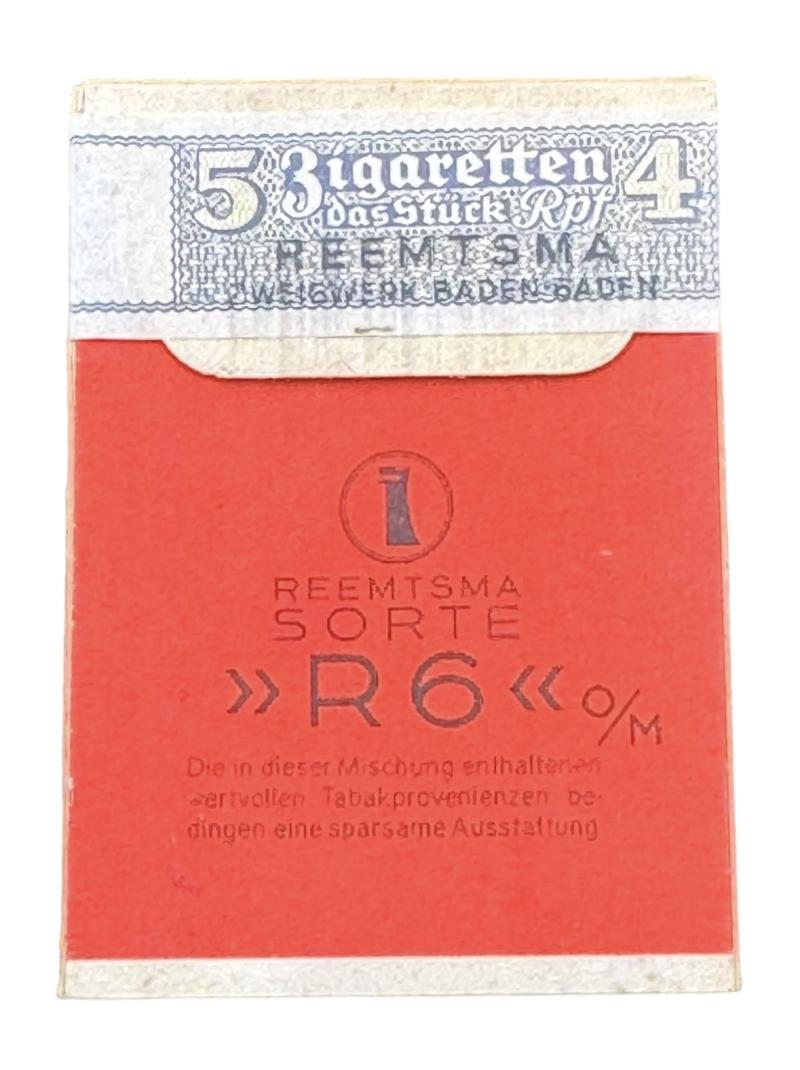 5 Zigaretten 4
das Stück Rpf
REEMTSMA
ZWEIGWERK BADEN-BADEN
REEMTSMA
SORTE
»R6« O/M
Die in dieser Mischung enthaltenen
wertvollen Tabakprovenienzen be-
dingen eine sparsame Ausstattung